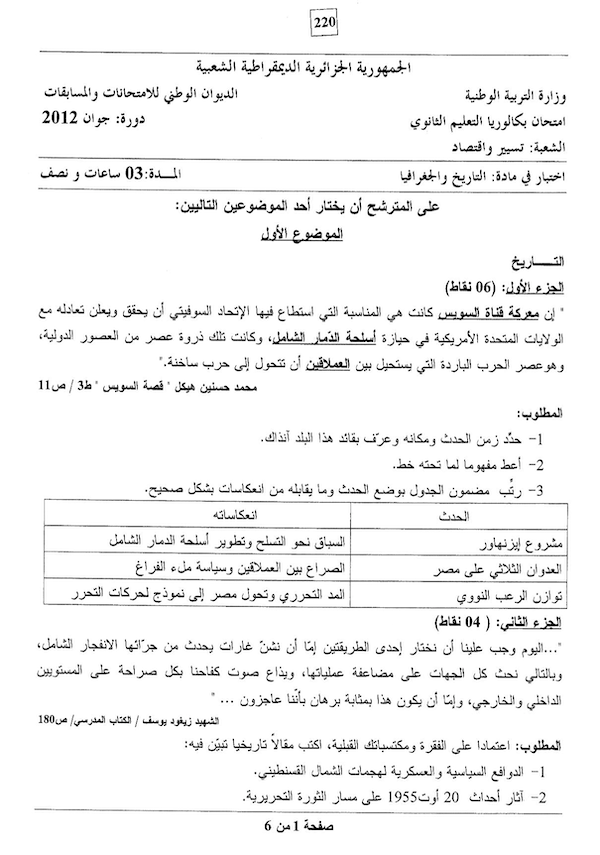 220
الجمهورية الجزائرية الديمقراطية الشعبية
وزارة التربية الوطنية الديوان الوطني للامتحانات والمسابقات
امتحان بكالوريا التعليم الثانوي دورة: جوان 2012
الشعبة: تسيير واقتصاد
اختبار في مادة: التاريخ والجغرافيا المدة:03 ساعات و نصف
على المترشح أن يختار أحد الموضوعين التاليين:
الموضوع الأول
التـــــاريخ
الجزء الأول: (06 نقاط)
" إن معركة قناة السويس كانت هي المناسبة التي استطاع فيها الإتحاد السوفيتي أن يحقق ويعلن تعادله مع
الولايات المتحدة الأمريكية في حيازة أسلحة الدّمار الشامل، وكانت تلك ذروة عصر من العصور الدولية،
وهوعصر الحرب الباردة التي يستحيل بين العملاقين أن تتحول إلى حرب ساخنة."
محمد حسنين هيكل " قصة السويس " ط3 / ص11
المطلوب:
1- حدّد زمن الحدث ومكانه وعرّف بقائد هذا البلد آنذاك.
2- أعط مفهوما لما تحته خط.
3- رتّب مضمون الجدول بوضع الحدث وما يقابله من انعكاسات بشكل صحيح.
الحدث انعكاساته
مشروع إيزنهاور السباق نحو التسلح وتطوير أسلحة الدمار الشامل
العدوان الثلاثي على مصر الصراع بين العملاقين وسياسة ملء الفراغ
توازن الرعب النووي المد التحرري وتحول مصر إلى نموذج لحركات التحرر
الجزء الثاني: ( 04 نقاط)
"...اليوم وجب علينا أن نختار إحدى الطريقتين إمّا أن نشنّ غارات يحدث من جرّائها الانفجار الشامل،
وبالتالي نحث كل الجهات على مضاعفة عملياتها، ويذاع صوت كفاحنا بكل صراحة على المستويين
الداخلي والخارجي، وإمّا أن يكون هذا بمثابة برهان بأنّنا عاجزون ... "
الشهيد زيغود يوسف / الكتاب المدرسي/ ص180
المطلوب: اعتمادا على الفقرة ومكتسباتك القبلية، اكتب مقالاً تاريخيا تبيّن فيه:
1- الدوافع السياسية والعسكرية لهجمات الشمال القسنطيني.
2- آثار أحداث 20 أوت1955 على مسار الثورة التحريرية.
صفحة 1 من 6